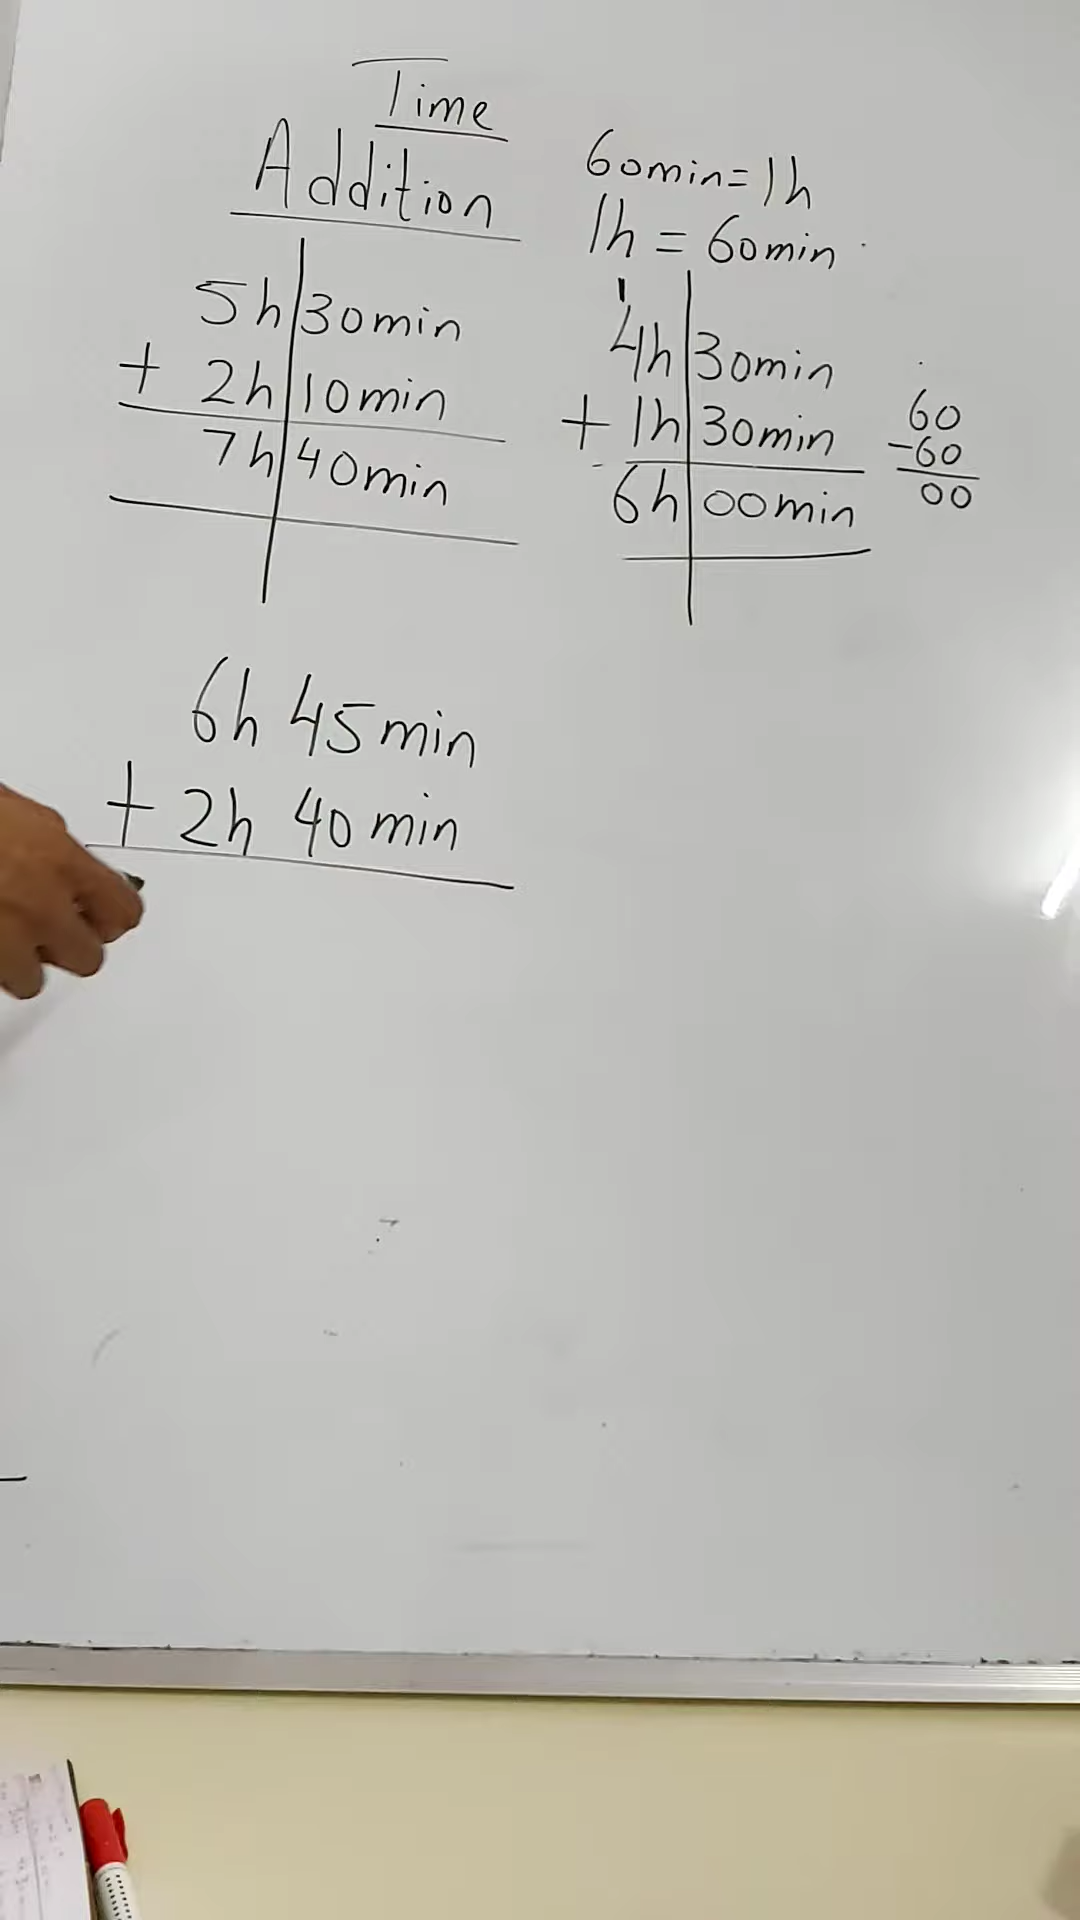 Time
Addition
60min=1h
1h = 60min
5h 30min
+ 2h 10min
7h 40min
1
4h 30min
+ 1h 30min
6h 00min
60
-60
00
6h 45min
+ 2h 40min